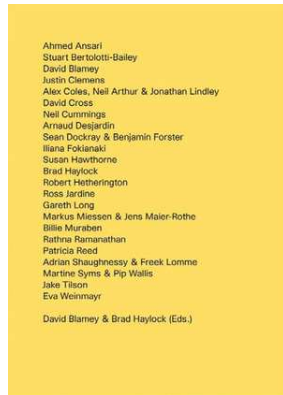 Ahmed Ansari
Stuart Bertolotti-Bailey
David Blamey
Justin Clemens
Alex Coles, Neil Arthur & Jonathan Lindley
David Cross
Neil Cummings
Arnaud Desjardin
Sean Dockray & Benjamin Forster
Iliana Fokianaki
Susan Hawthorne
Brad Haylock
Robert Hetherington
Ross Jardine
Gareth Long
Markus Miessen & Jens Maier-Rothe
Billie Muraben
Rathna Ramanathan
Patricia Reed
Adrian Shaughnessy & Freek Lomme
Martine Syms & Pip Wallis
Jake Tilson
Eva Weinmayr
David Blamey & Brad Haylock (Eds.)